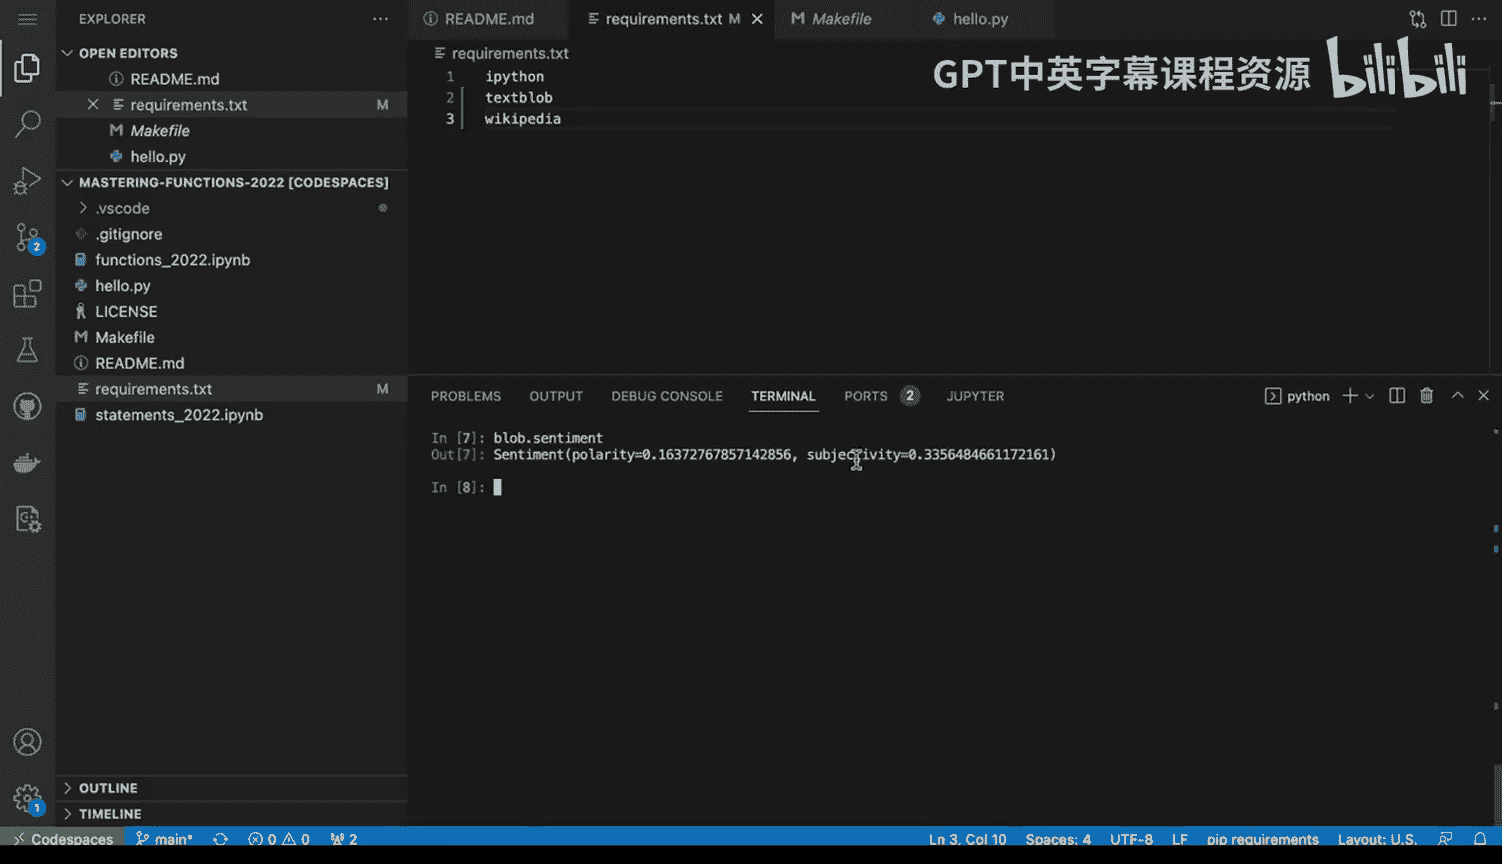 EXPLORER
README.md
requirements.txt M
Makefile
hello.py
OPEN EDITORS
README.md
requirements.txt M
Makefile
hello.py
MASTERING-FUNCTIONS-2022 [CODESPACES]
.vscode
.gitignore
functions_2022.ipynb
hello.py
LICENSE
Makefile
README.md
requirements.txt M
statements_2022.ipynb
OUTLINE
TIMELINE
requirements.txt
1 ipython
2 textblob
3 wikipedia
GPT中英字幕课程资源 bilibili
PROBLEMS OUTPUT DEBUG CONSOLE TERMINAL PORTS 2 JUPYTER
python
In [7]: blob.sentiment
Out[7]: Sentiment(polarity=0.16372767857142856, subjectivity=0.3356484661172161)
In [8]:
2
1
Codespaces main* 0 0 2 Ln 3, Col 10 Spaces: 4 UTF-8 LF pip requirements Layout: U.S.